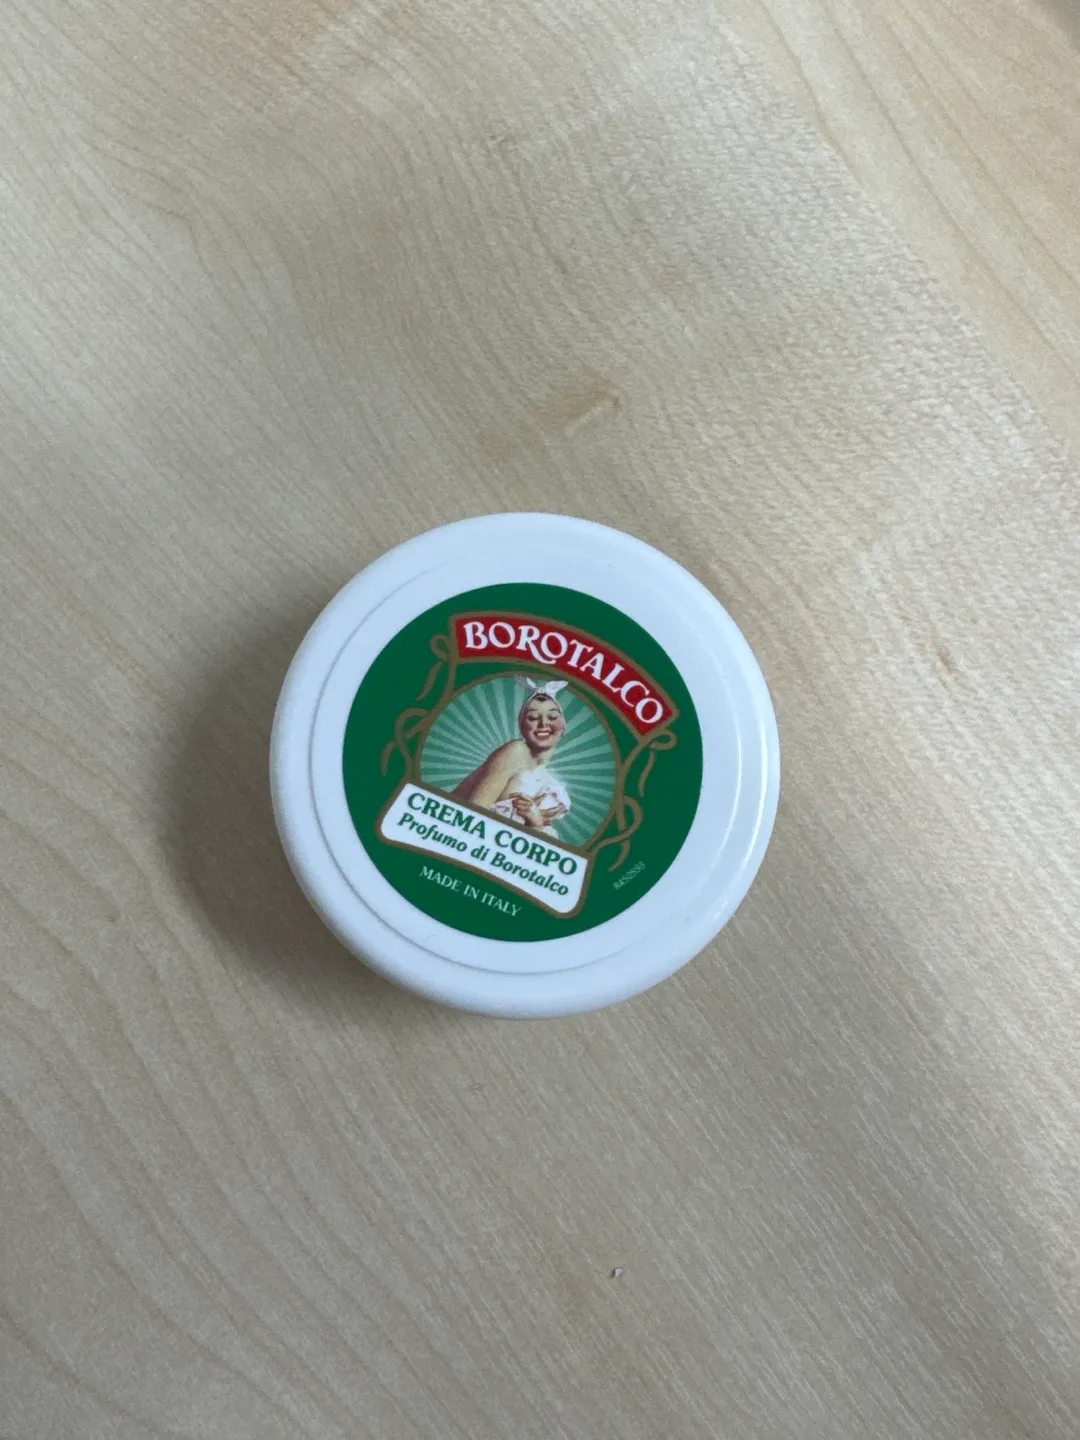 BOROTALCO
CREMA CORPO
Profumo di Borotalco
MADE IN ITALY